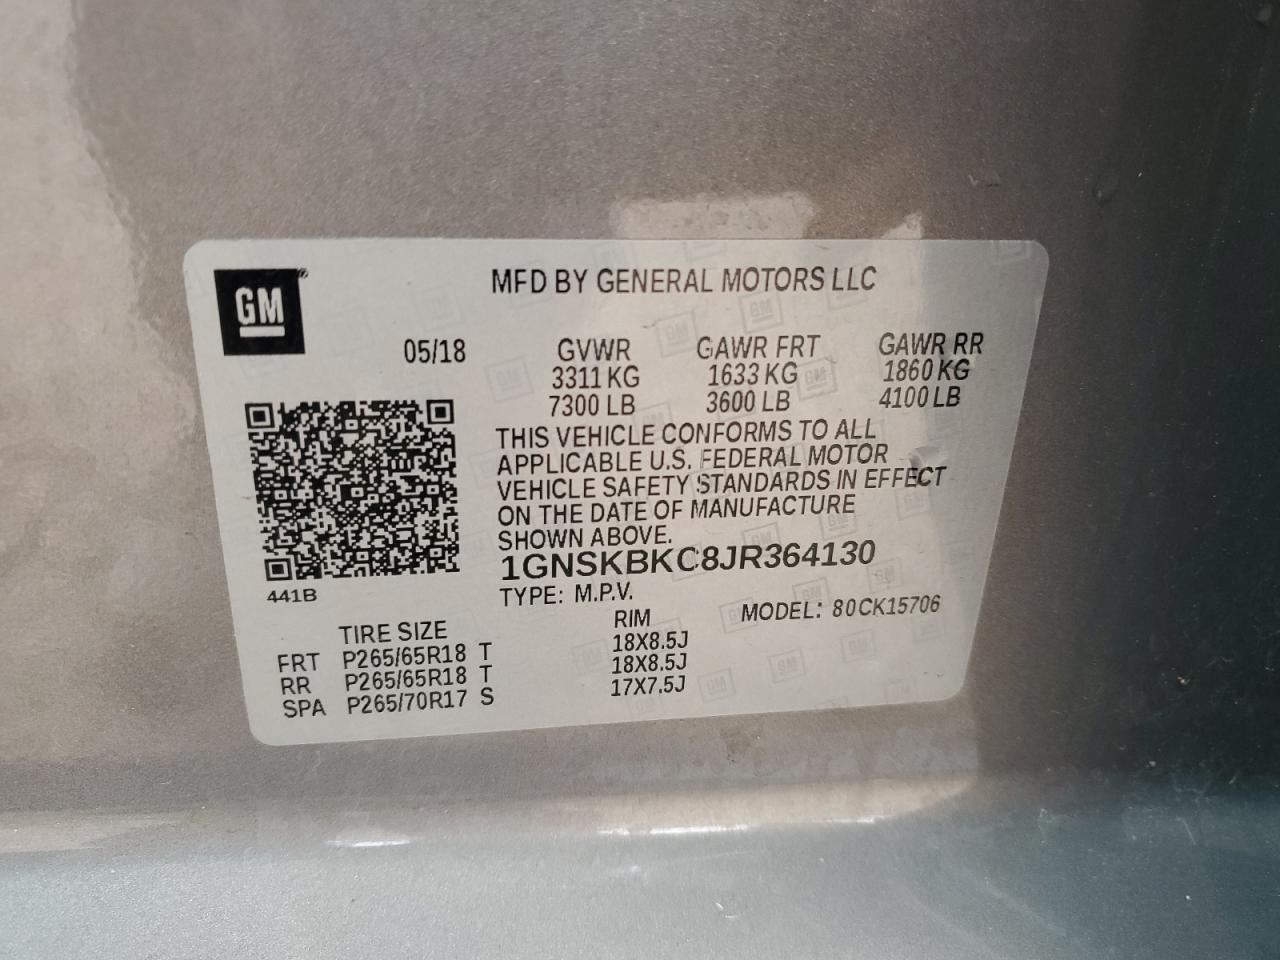 GM
MFD BY GENERAL MOTORS LLC
05/18 GVWR GAWR FRT GAWR RR
3311 KG 1633 KG 1860 KG
7300 LB 3600 LB 4100 LB
THIS VEHICLE CONFORMS TO ALL
APPLICABLE U.S. FEDERAL MOTOR
VEHICLE SAFETY STANDARDS IN EFFECT
ON THE DATE OF MANUFACTURE
SHOWN ABOVE.
1GNSKBKC8JR364130
441B
TYPE: M.P.V. MODEL: 80CK15706
TIRE SIZE RIM
FRT P265/65R18 T 18X8.5J
RR P265/65R18 T 18X8.5J
SPA P265/70R17 S 17X7.5J